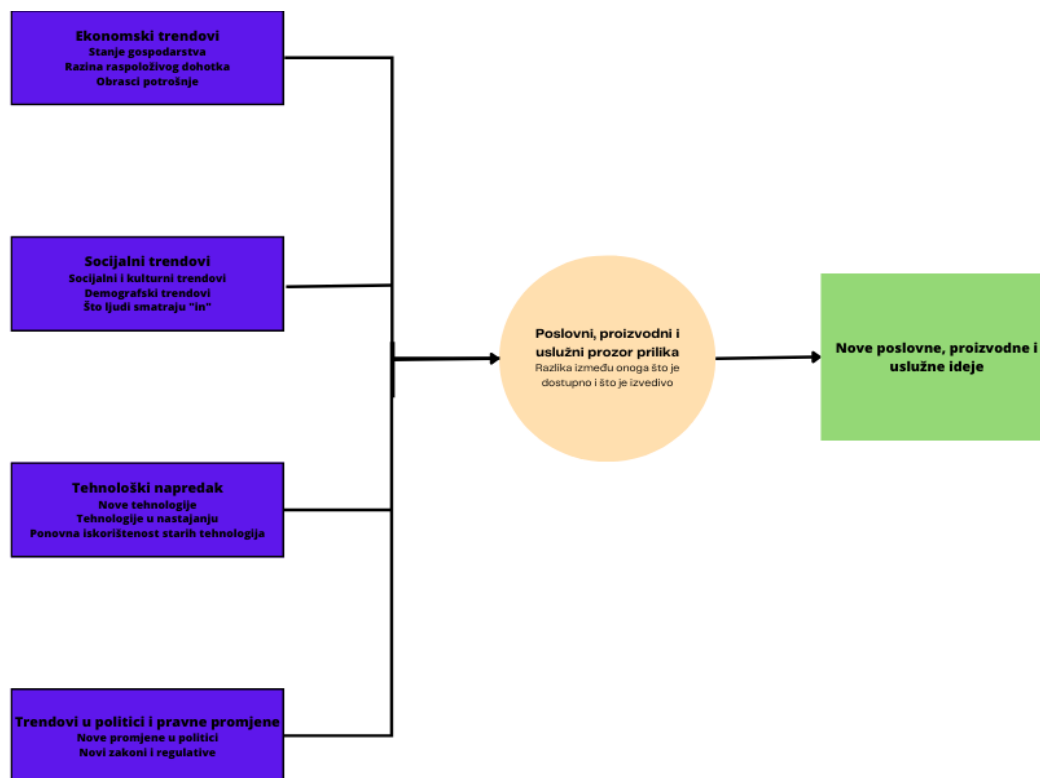 Ekonomski trendovi
Stanje gospodarstva
Razina raspoloživog dohotka
Obrasci potrošnje
Socijalni trendovi
Socijalni i kulturni trendovi
Demografski trendovi
Što ljudi smatraju "in"
Tehnološki napredak
Nove tehnologije
Tehnologije u nastajanju
Ponovna iskorištenost starih tehnologija
Trendovi u politici i pravne promjene
Nove promjene u politici
Novi zakoni i regulative
Poslovni, proizvodni i
uslužni prozor prilika
Razlika između onoga što je
dostupno i što je izvedivo
Nove poslovne, proizvodne i
uslužne ideje